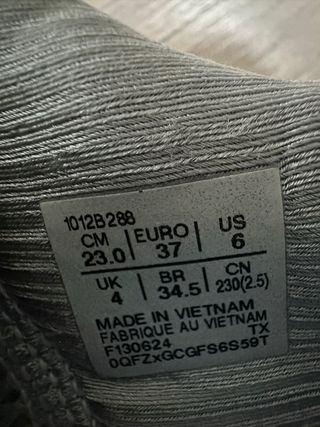 1012B288
CM 23.0 | EURO 37 | US 6
UK 4 | BR 34.5 | CN 230(2.5)
MADE IN VIETNAM
FABRIQUE AU VIETNAM
F130624 TX
0QFZxGCGFS6S59T